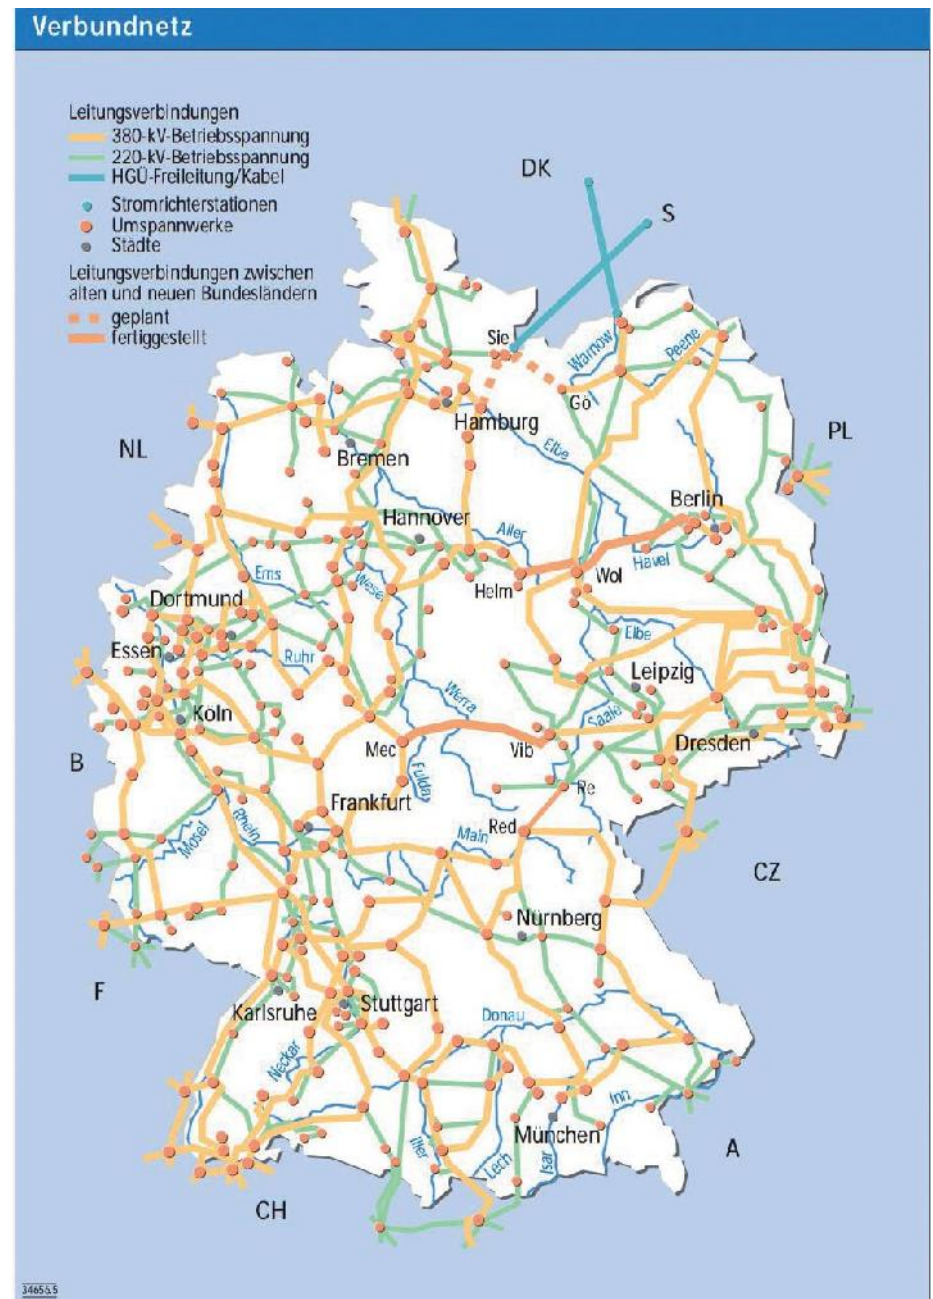 Verbundnetz
Leitungsverbindungen
380-kV-Betriebsspannung
220-kV-Betriebsspannung
HGÜ-Freileitung/Kabel
Stromrichterstationen
Umspannwerke
Städte
Leitungsverbindungen zwischen
alten und neuen Bundesländern
geplant
fertiggestellt
DK
S
Sie
Warnow
Peene
Gö
Hamburg
NL
PL
Bremen
Elbe
Berlin
Hannover
Aller
Havel
Ems
Weser
Helm
Wol
Dortmund
Elbe
Essen
Ruhr
Leipzig
Werra
Saale
Köln
Mec
Vib
Dresden
B
Fulda
Re
Frankfurt
Rhein
Mosel
Main
Red
CZ
Nürnberg
F
Karlsruhe
Stuttgart
Donau
Neckar
Inn
München
Iller
Lech
Isar
A
CH
34656.5